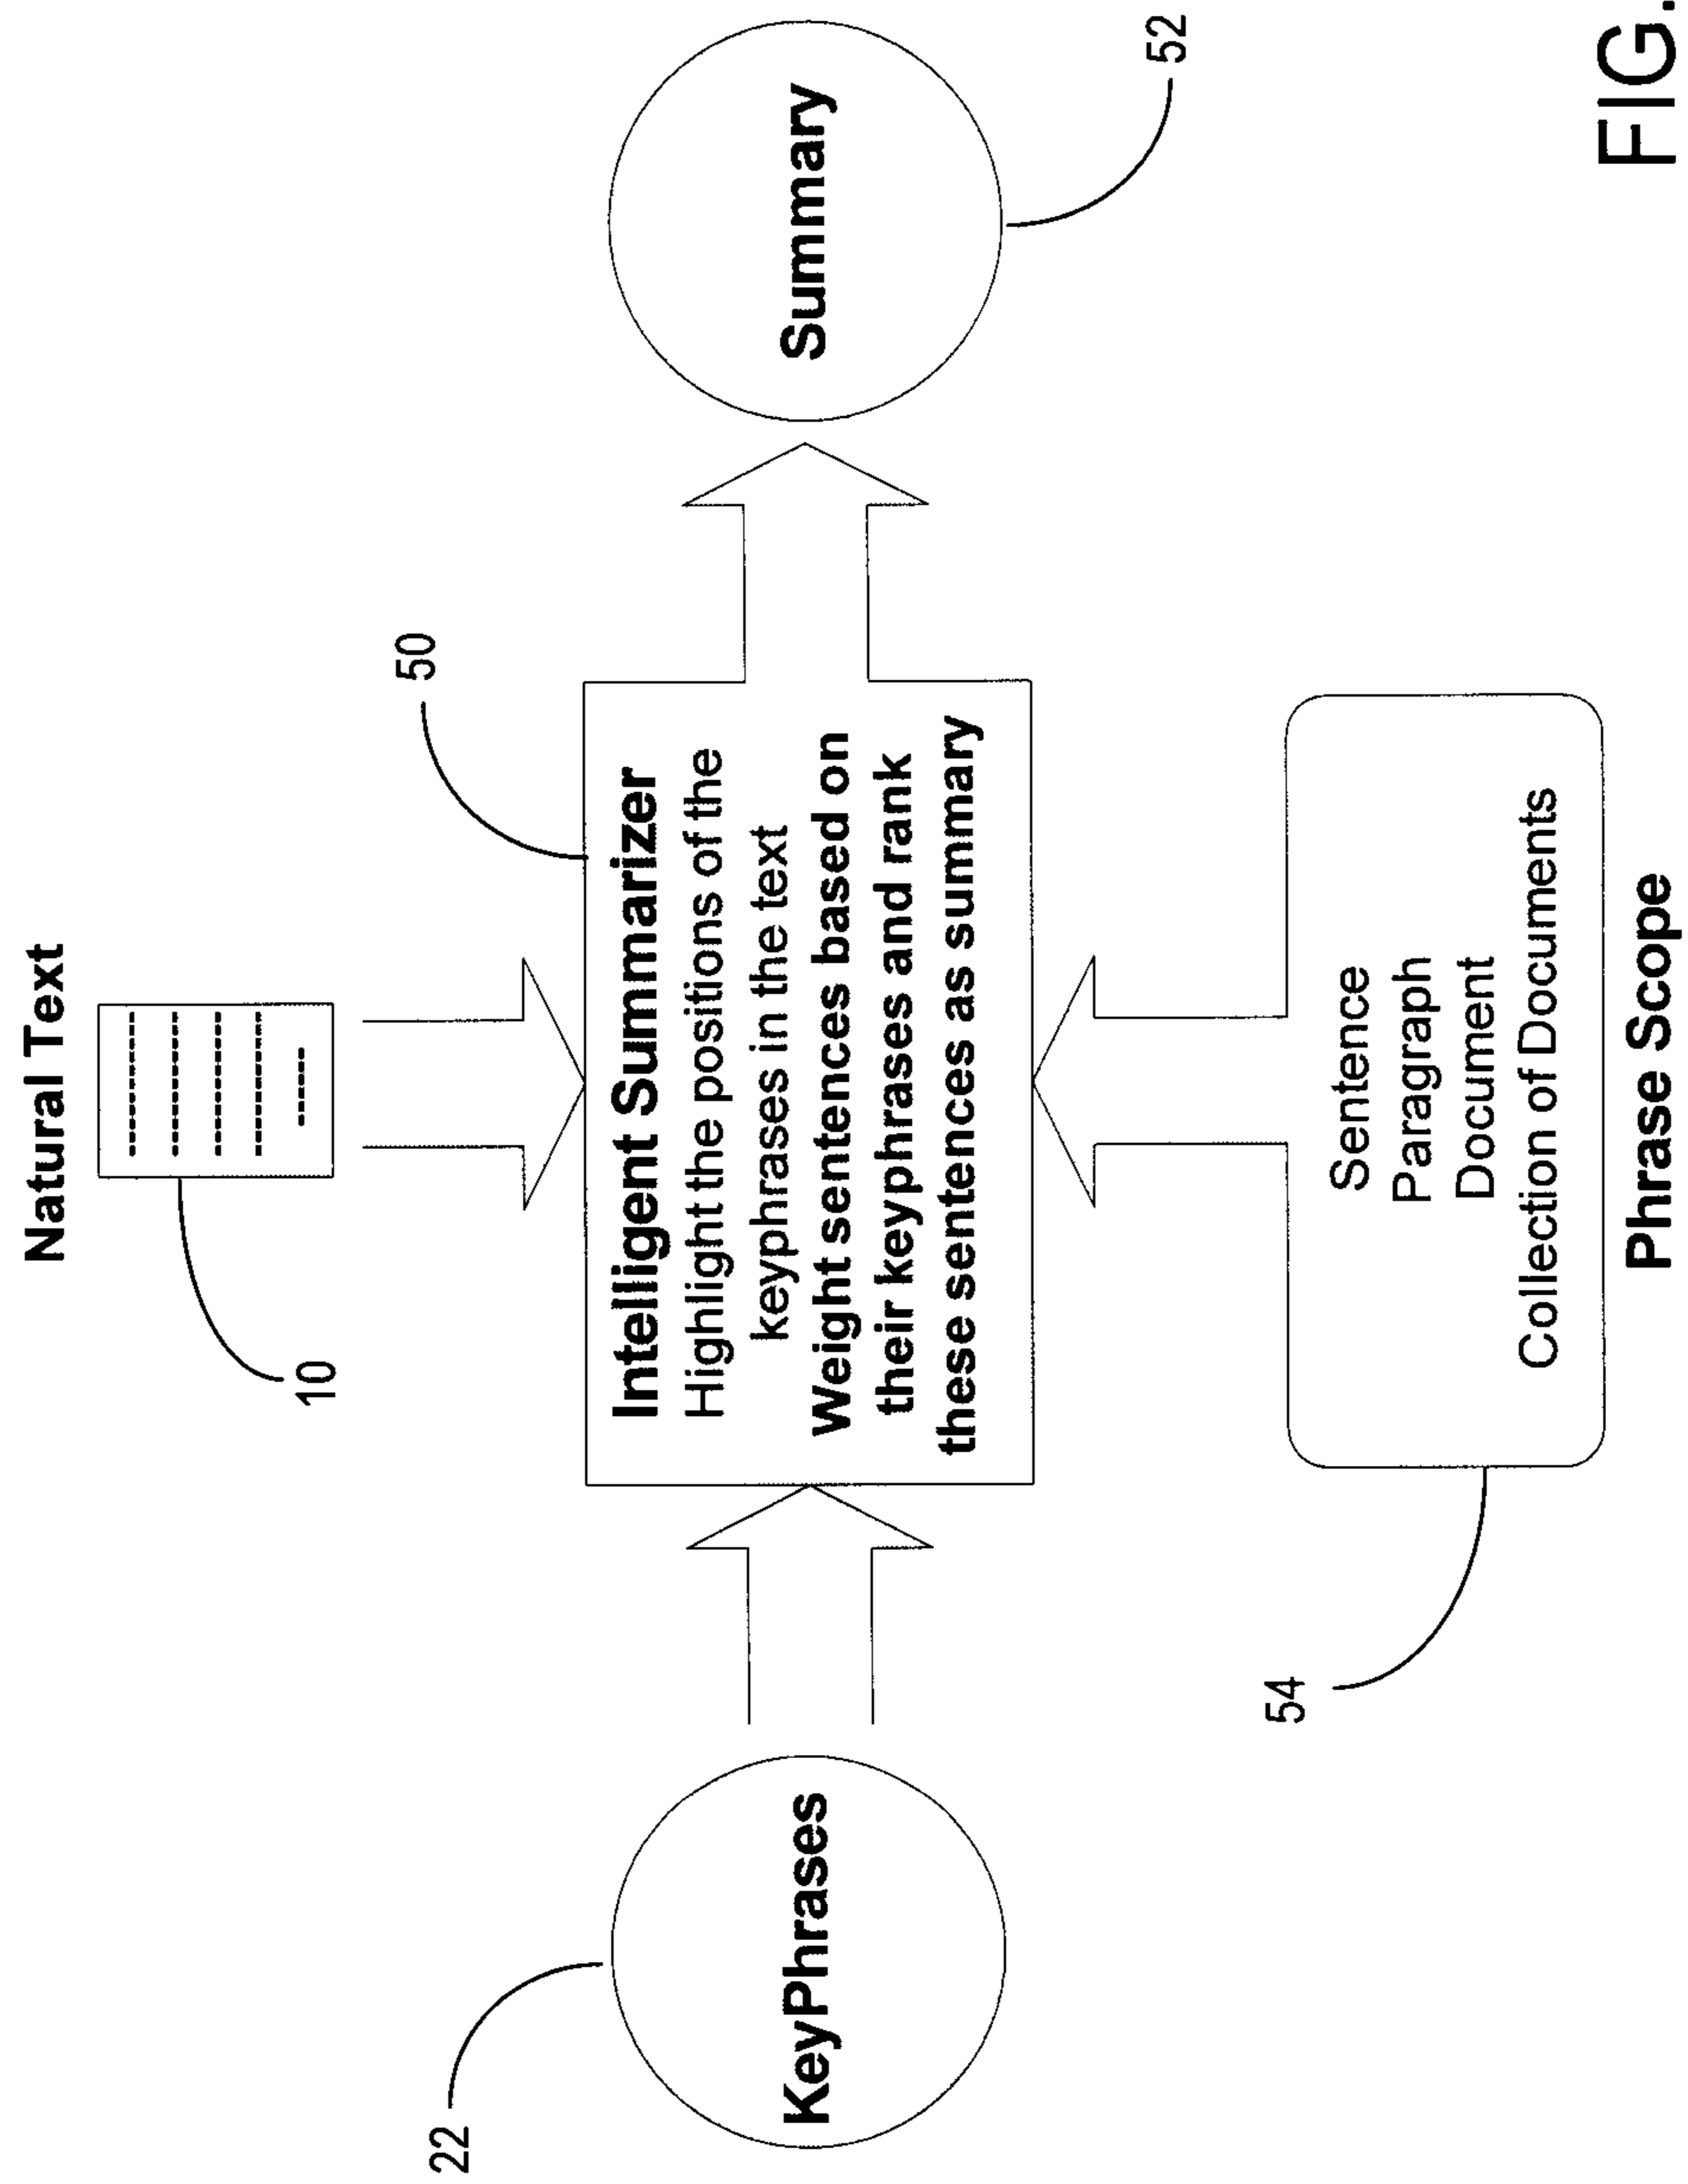 Natural Text
10
50
22
KeyPhrases
Intelligent Summarizer
Highlight the positions of the
keyphrases in the text
Weight sentences based on
their keyphrases and rank
these sentences as summary
Summary
52
54
Sentence
Paragraph
Document
Collection of Documents
Phrase Scope
FIG.